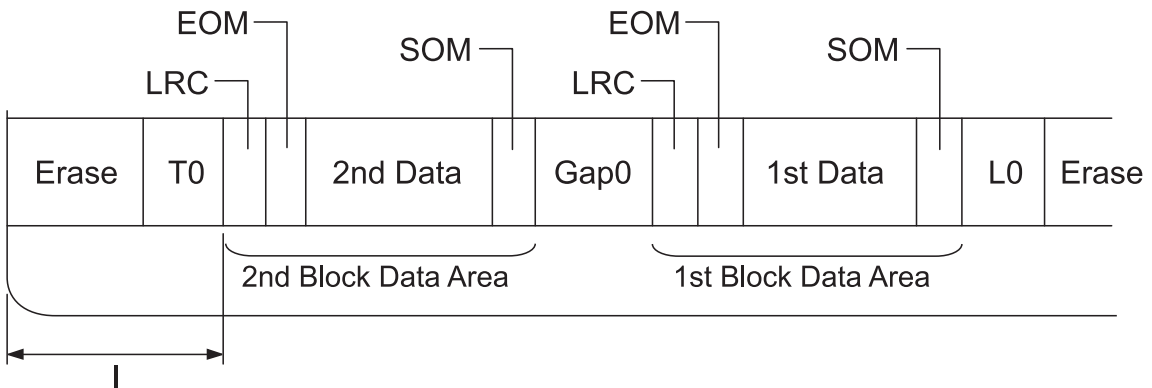 EOM
EOM
SOM
SOM
LRC
LRC
Erase T0 2nd Data Gap0 1st Data L0 Erase
2nd Block Data Area
1st Block Data Area